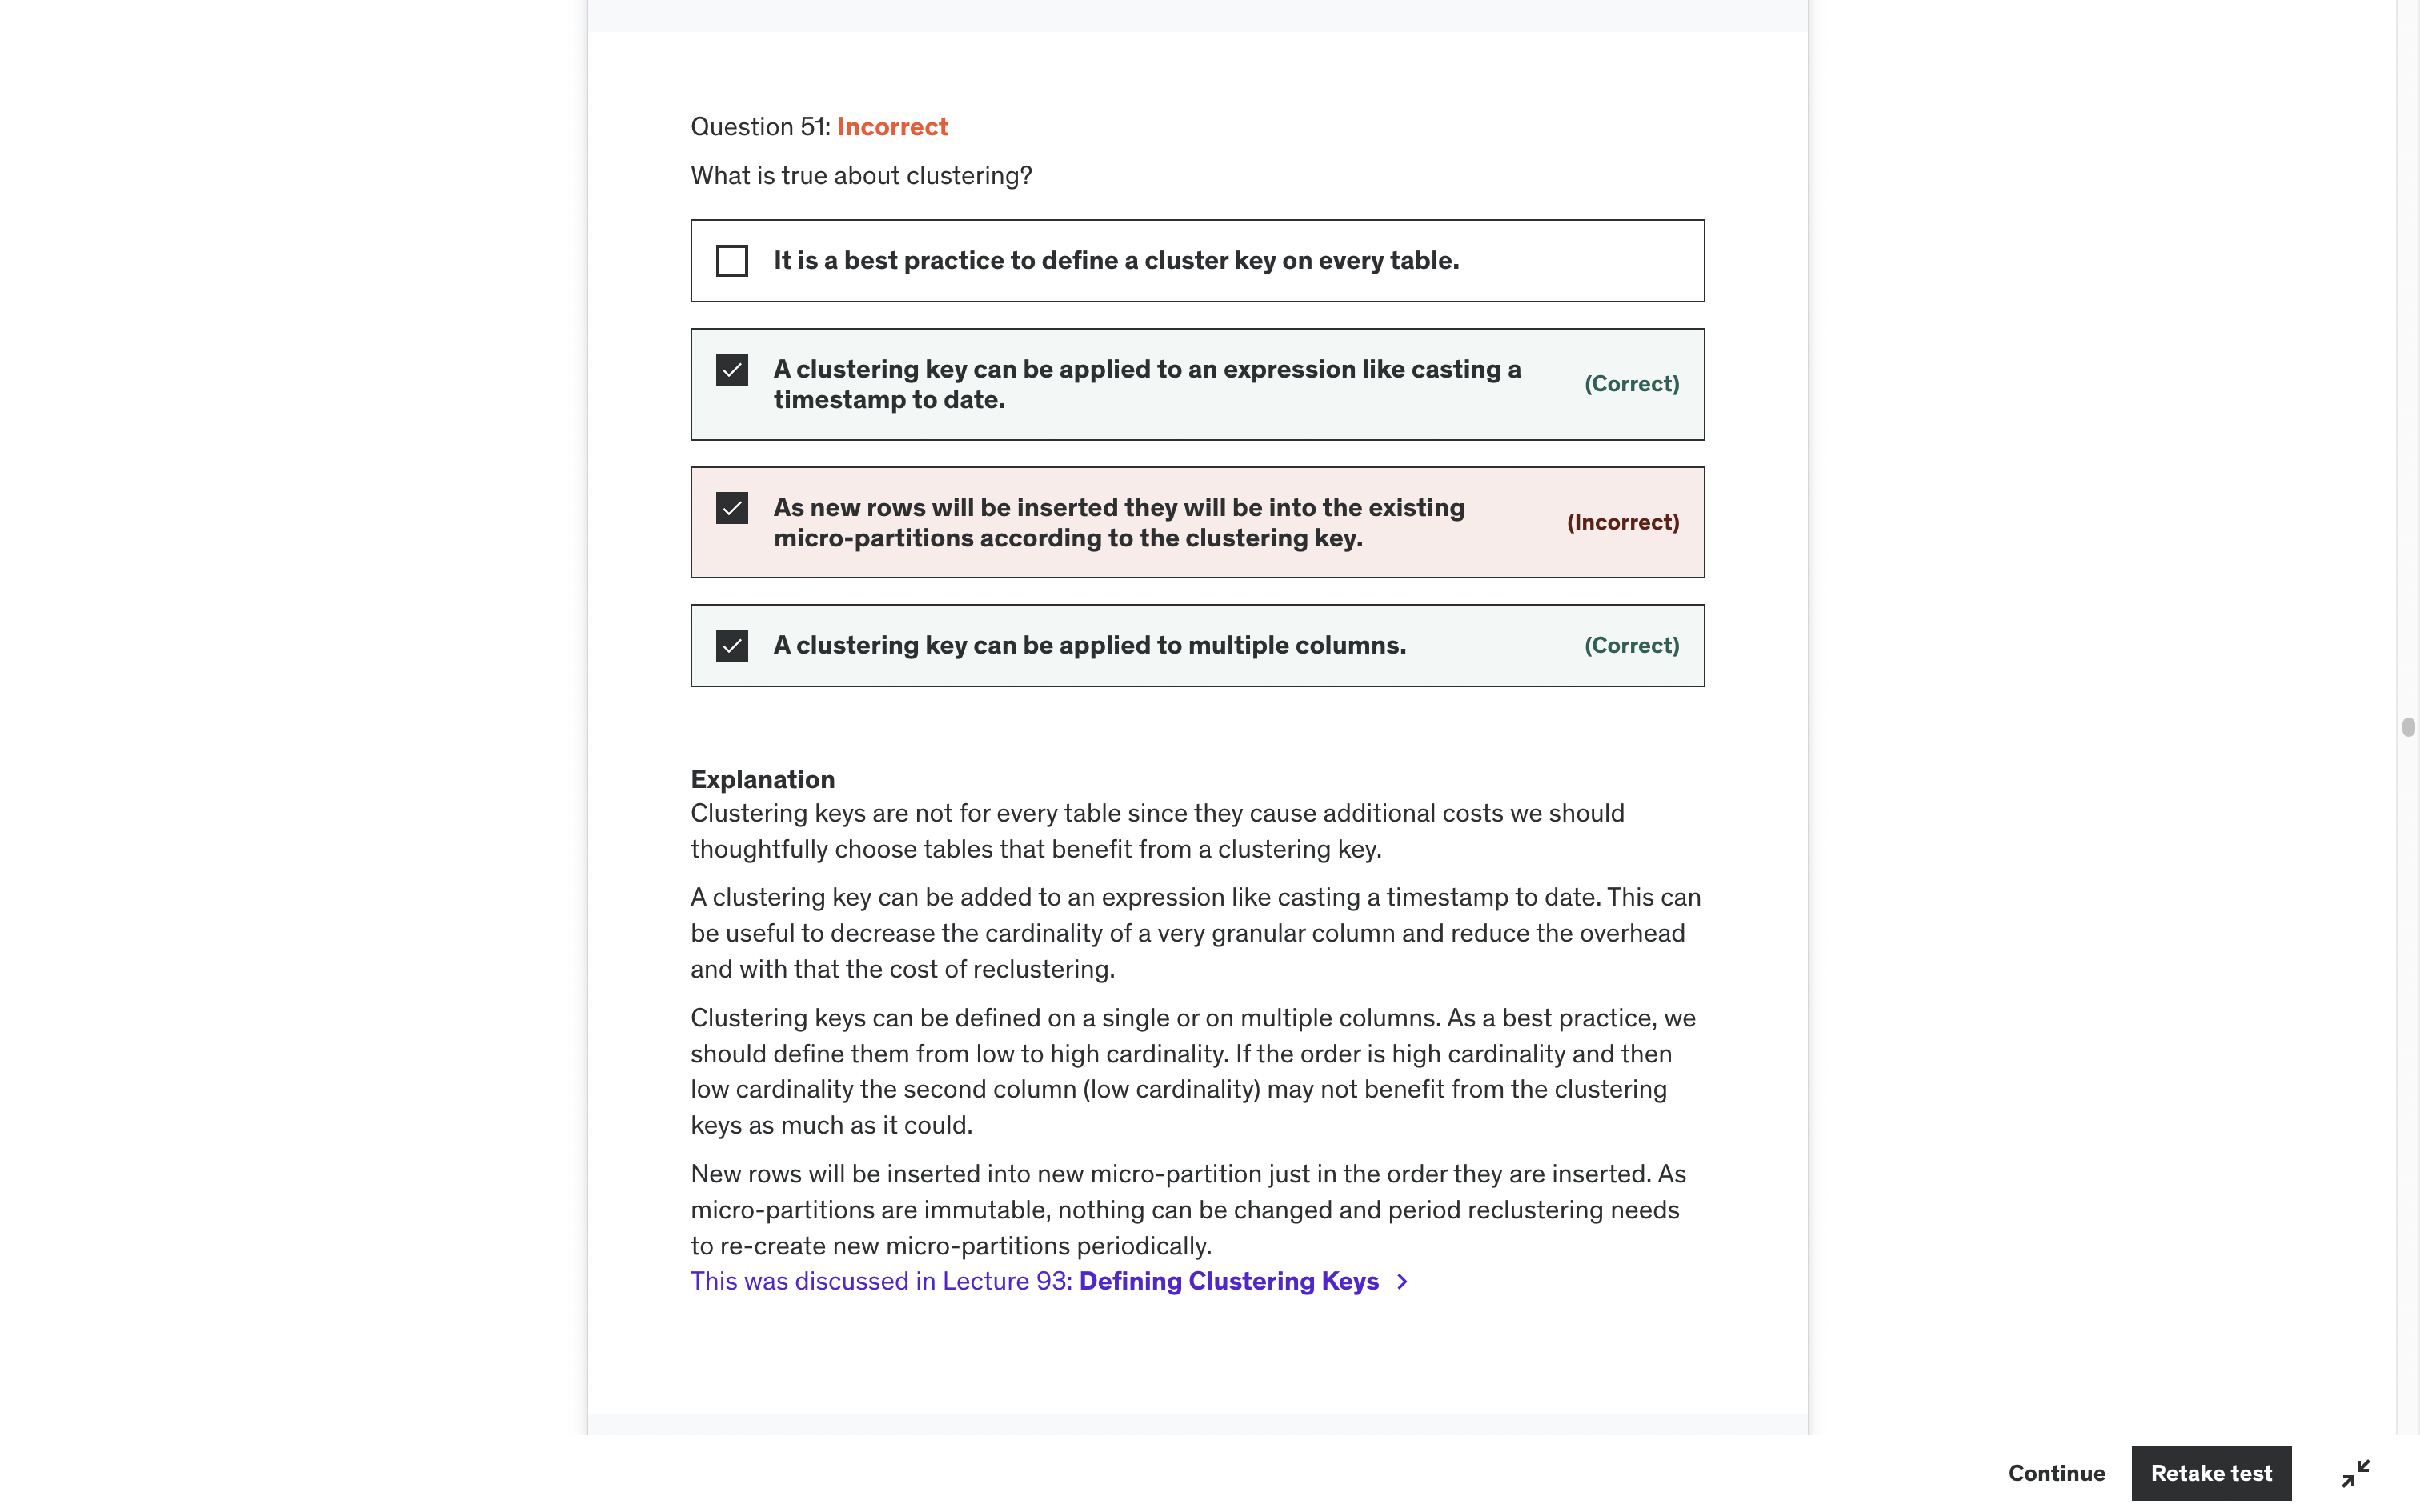 Question 51: Incorrect
What is true about clustering?
It is a best practice to define a cluster key on every table.
A clustering key can be applied to an expression like casting a
timestamp to date.
(Correct)
As new rows will be inserted they will be into the existing
micro-partitions according to the clustering key.
(Incorrect)
A clustering key can be applied to multiple columns.
(Correct)
Explanation
Clustering keys are not for every table since they cause additional costs we should
thoughtfully choose tables that benefit from a clustering key.
A clustering key can be added to an expression like casting a timestamp to date. This can
be useful to decrease the cardinality of a very granular column and reduce the overhead
and with that the cost of reclustering.
Clustering keys can be defined on a single or on multiple columns. As a best practice, we
should define them from low to high cardinality. If the order is high cardinality and then
low cardinality the second column (low cardinality) may not benefit from the clustering
keys as much as it could.
New rows will be inserted into new micro-partition just in the order they are inserted. As
micro-partitions are immutable, nothing can be changed and period reclustering needs
to re-create new micro-partitions periodically.
This was discussed in Lecture 93: Defining Clustering Keys >
Continue
Retake test